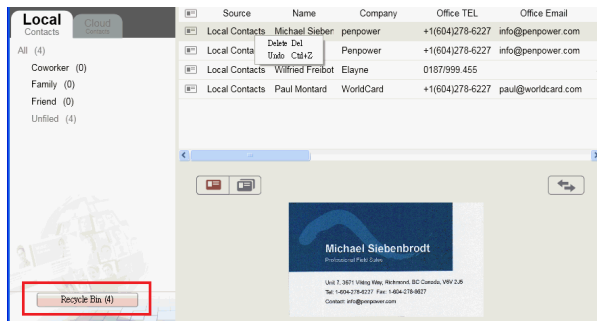 Local
Contacts
Cloud
Contacts
All (4)
Coworker (0)
Family (0)
Friend (0)
Unfiled (4)
Recycle Bin (4)
Source Name Company Office TEL Office Email
Local Contacts Michael Sieber penpower +1(604)278-6227 info@penpower.com
Local Conta Penpower +1(604)278-6227 info@penpower.com
Delete Del
Undo Ctrl+Z
Local Contacts Wilfried Freibot Elayne 0187/999.455
Local Contacts Paul Montard WorldCard +1(604)278-6227 paul@worldcard.com
Michael Siebenbrodt
Professional Field Sales
Unit 7, 3671 Viking Way, Richmond, BC Canada, V6V 2J5
Tel: 1-604-278-6227 Fax: 1-604-278-6627
Contact: info@penpower.com